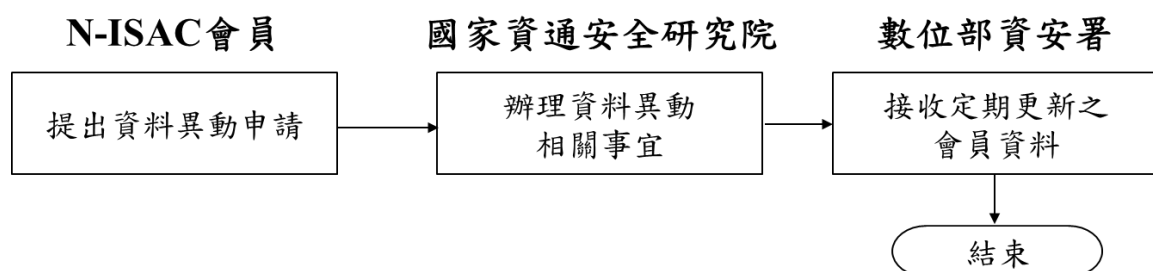 N-ISAC會員
國家資通安全研究院
數位部資安署
提出資料異動申請
辦理資料異動
相關事宜
接收定期更新之
會員資料
結束